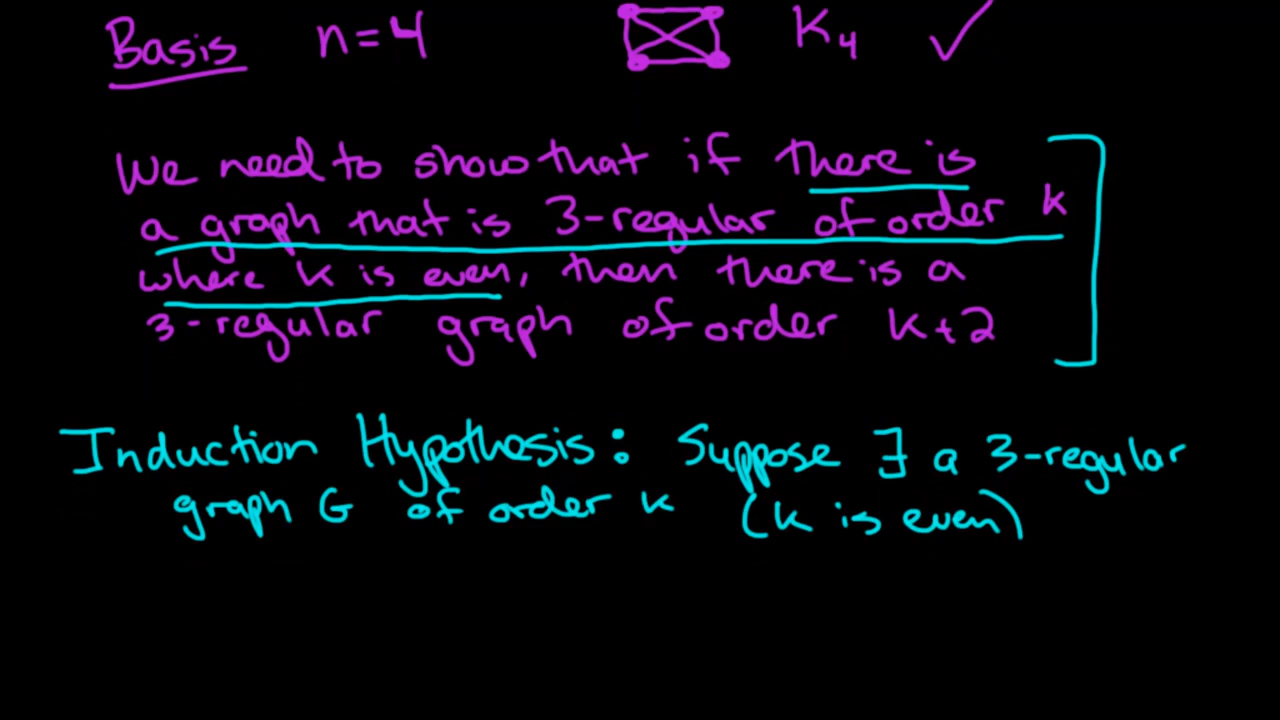 Basis n=4 K4 ✓
We need to show that if there is
a graph that is 3-regular of order k
where k is even, then there is a
3-regular graph of order k+2
Induction Hypothesis: Suppose ∃ a 3-regular
graph G of order k (k is even)